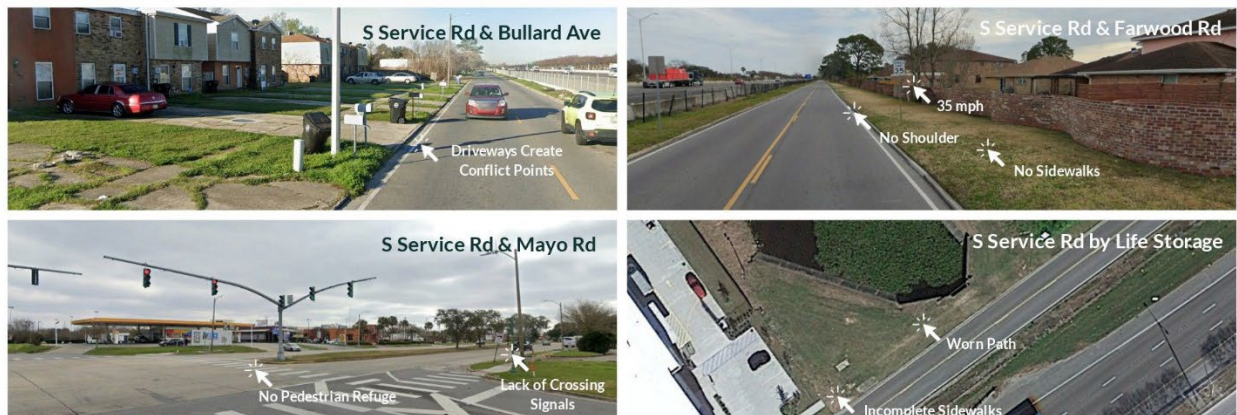 S Service Rd & Bullard Ave
Driveways Create
Conflict Points
S Service Rd & Farwood Rd
35 mph
No Shoulder
No Sidewalks
S Service Rd & Mayo Rd
No Pedestrian Refuge
Lack of Crossing
Signals
S Service Rd by Life Storage
Worn Path
Incomplete Sidewalks